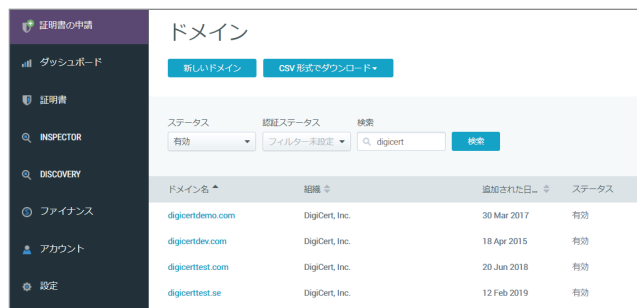 証明書の申請
ダッシュボード
証明書
INSPECTOR
DISCOVERY
ファイナンス
アカウント
設定
ドメイン
新しいドメイン CSV 形式でダウンロード
ステータス 認証ステータス 検索
有効 フィルター未設定 digicert 検索
ドメイン名 組織 追加された日... ステータス
digicertdemo.com DigiCert, Inc. 30 Mar 2017 有効
digicertdev.com DigiCert, Inc. 18 Apr 2015 有効
digicerttest.com DigiCert, Inc. 20 Jun 2018 有効
digicerttest.se DigiCert, Inc. 12 Feb 2019 有効